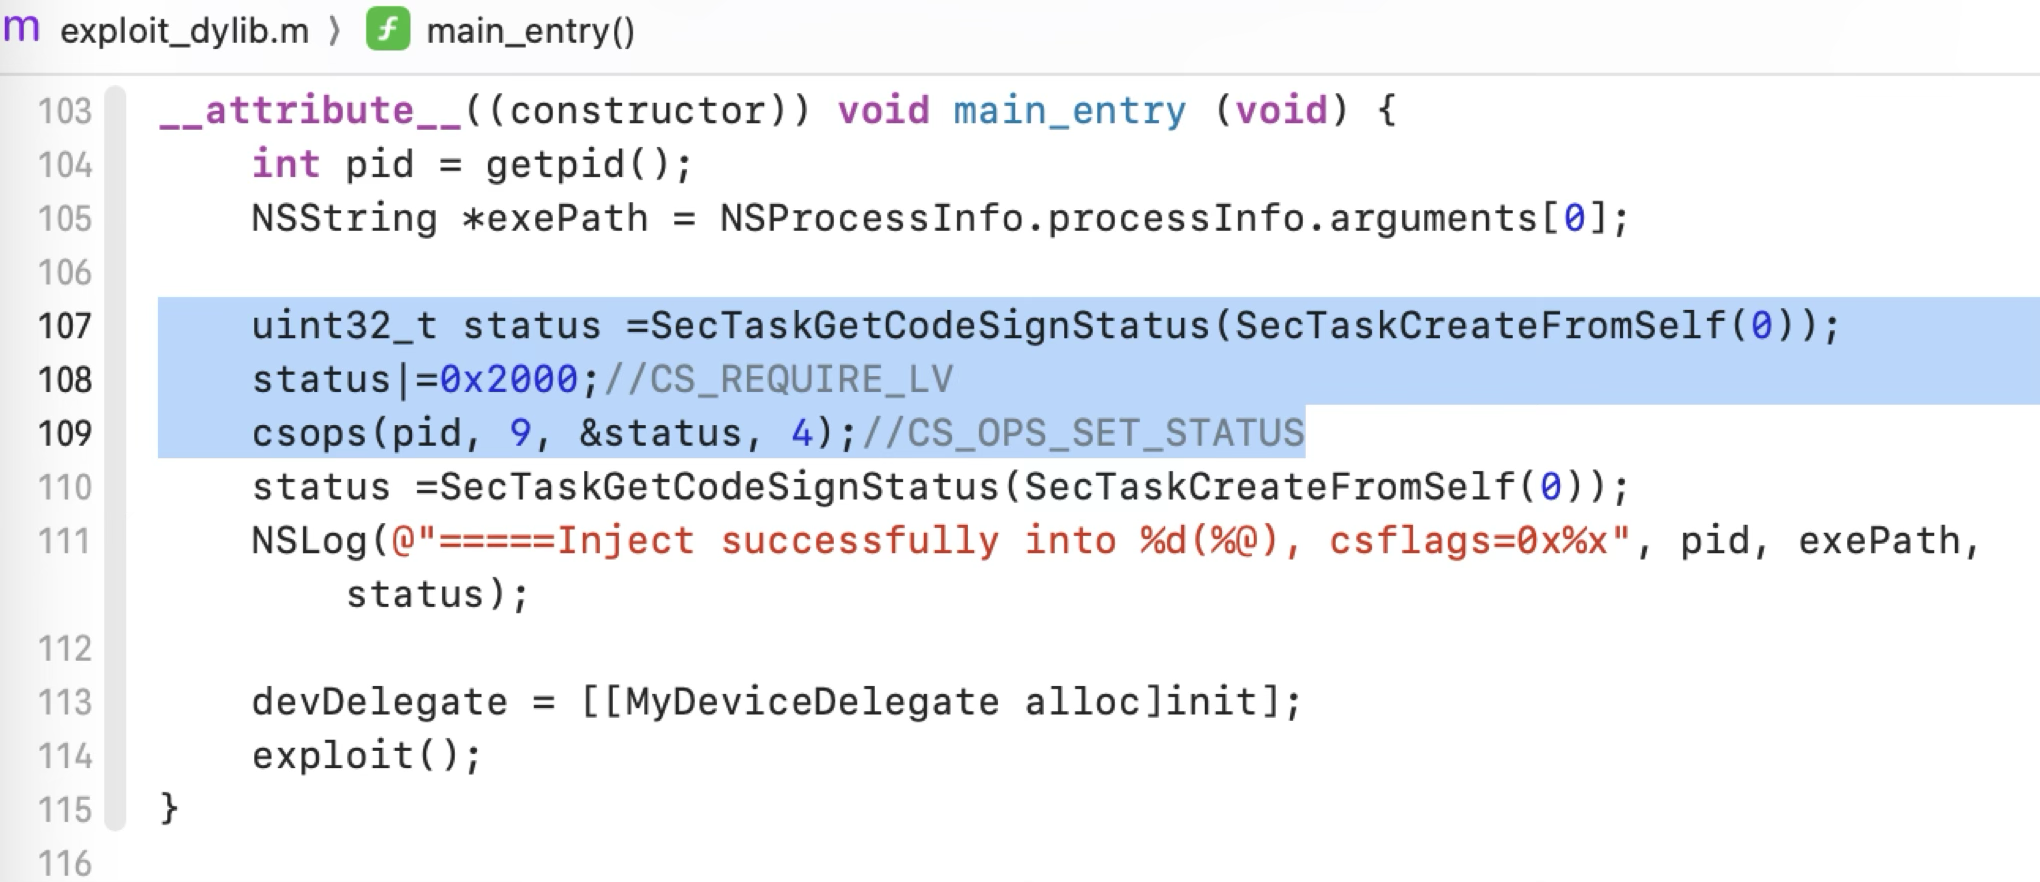 m exploit_dylib.m ⟩ f main_entry()
103 __attribute__((constructor)) void main_entry (void) {
104     int pid = getpid();
105     NSString *exePath = NSProcessInfo.processInfo.arguments[0];
106
107     uint32_t status =SecTaskGetCodeSignStatus(SecTaskCreateFromSelf(0));
108     status|=0x2000;//CS_REQUIRE_LV
109     csops(pid, 9, &status, 4);//CS_OPS_SET_STATUS
110     status =SecTaskGetCodeSignStatus(SecTaskCreateFromSelf(0));
111     NSLog(@"=====Inject successfully into %d(%@), csflags=0x%x", pid, exePath,
        status);
112
113     devDelegate = [[MyDeviceDelegate alloc]init];
114     exploit();
115 }
116